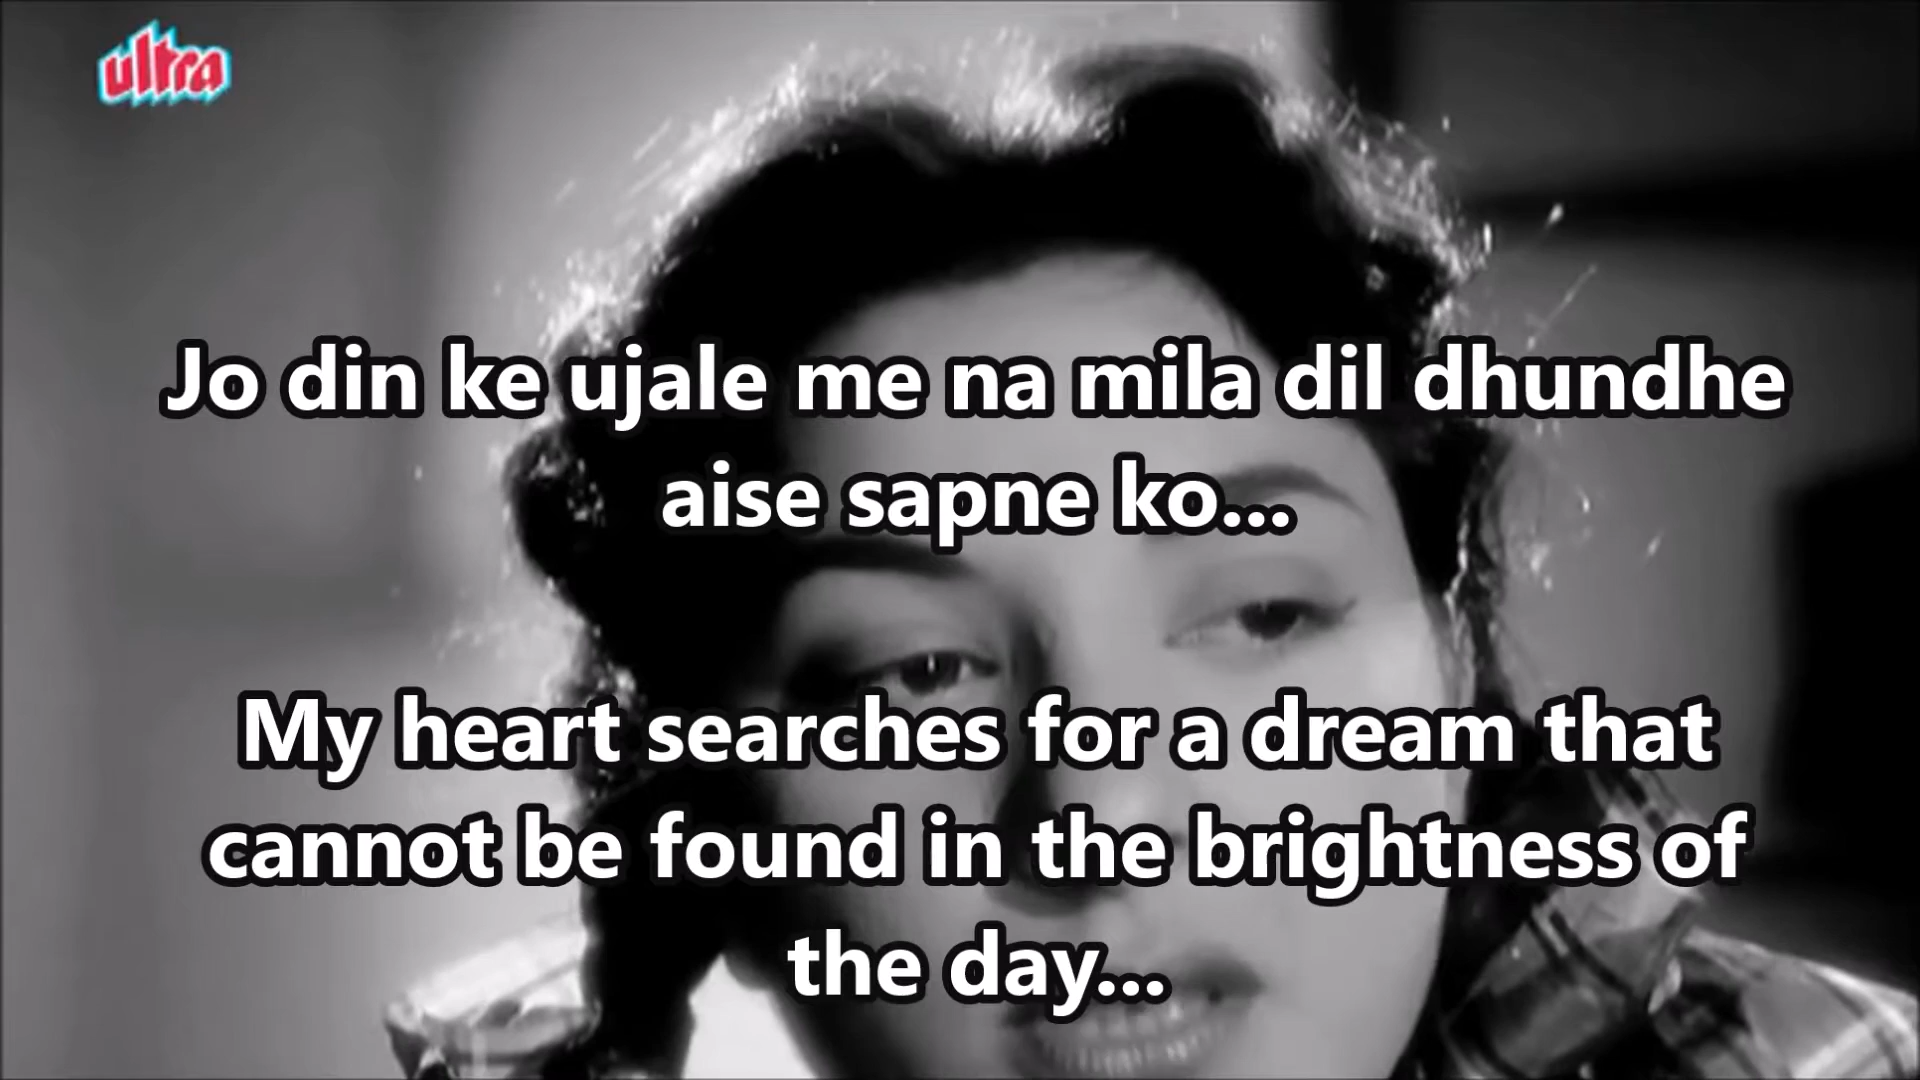 ultra
Jo din ke ujale me na mila dil dhundhe
aise sapne ko...
My heart searches for a dream that
cannot be found in the brightness of
the day...